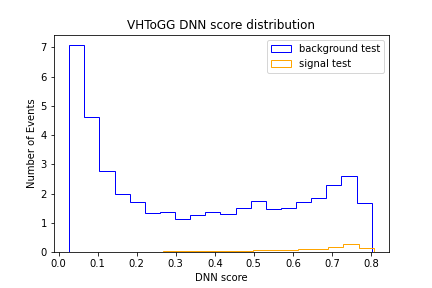 VHToGG DNN score distribution
background test
signal test
Number of Events
7
6
5
4
3
2
1
0
0.0 0.1 0.2 0.3 0.4 0.5 0.6 0.7 0.8
DNN score